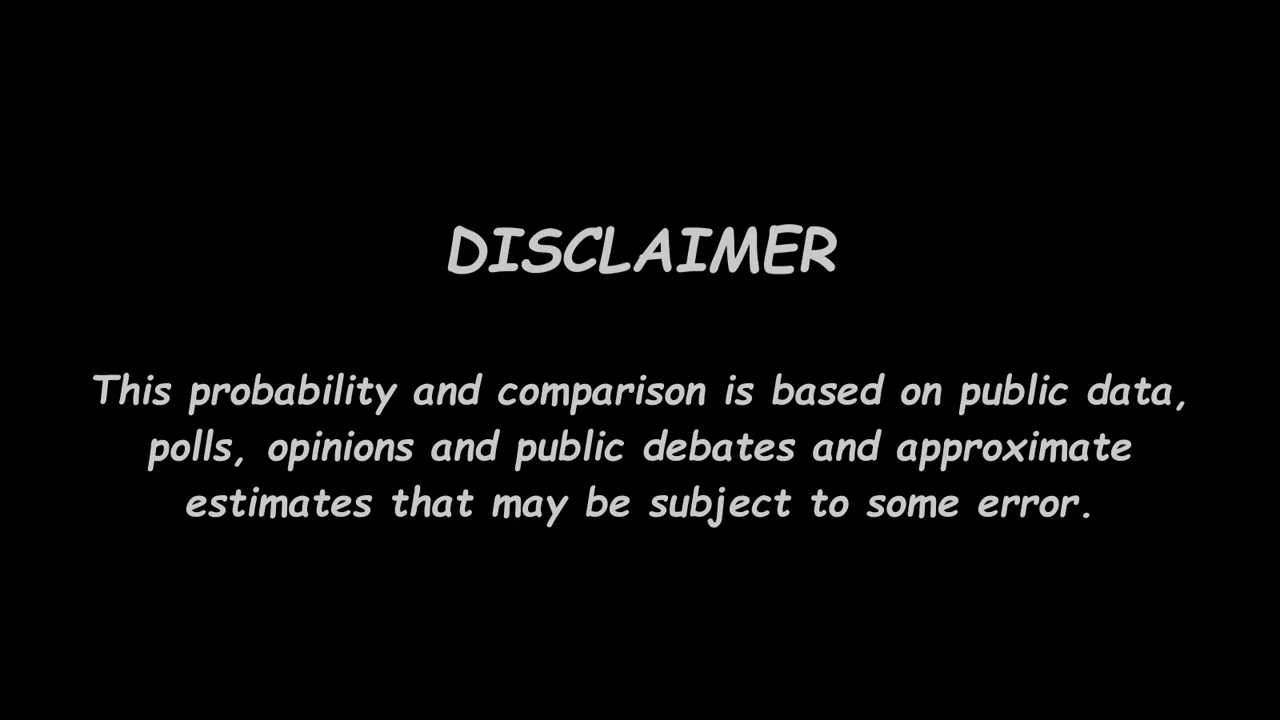 DISCLAIMER
This probability and comparison is based on public data,
polls, opinions and public debates and approximate
estimates that may be subject to some error.